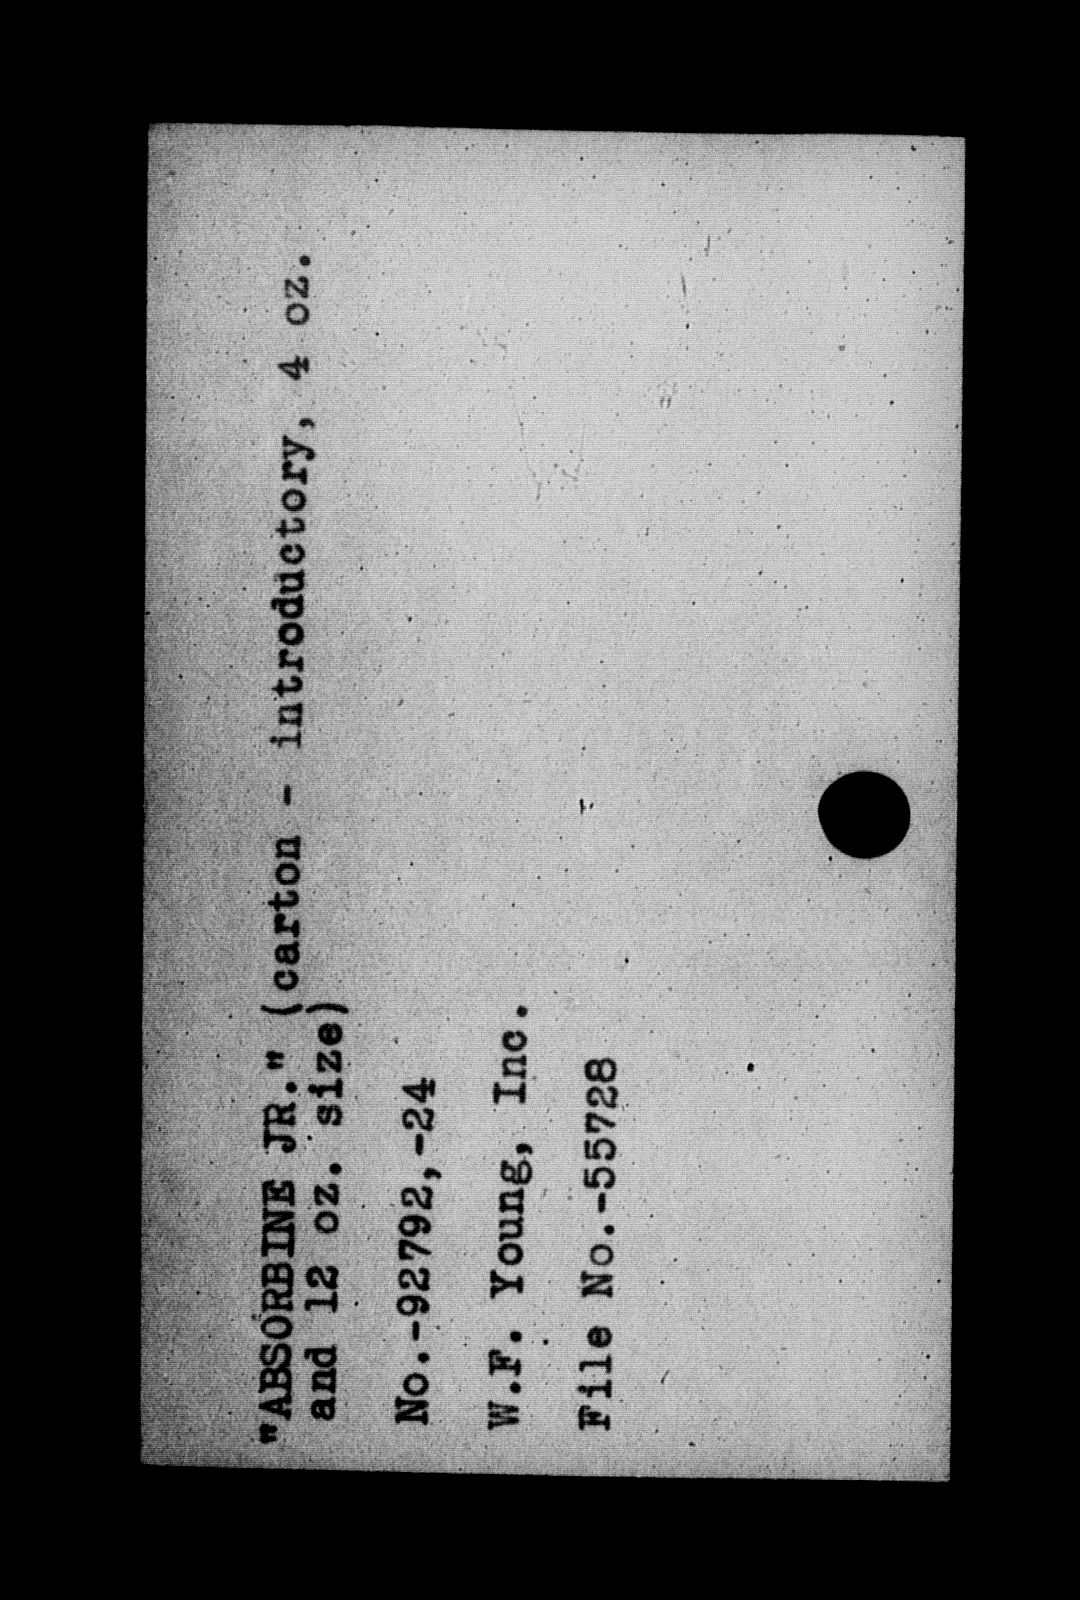 "ABSORBINE JR." (carton - introductory, 4 oz.
and 12 oz. size)
No.-92792,-24
W.F. Young, Inc.
File No.-55728